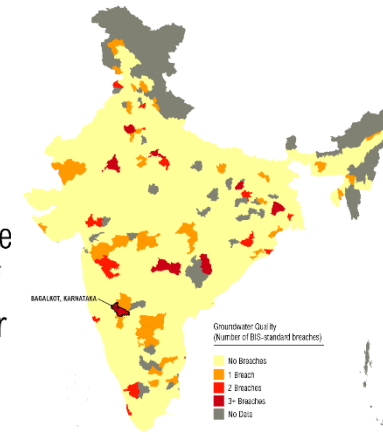 BAGALKOT, KARNATAKA
Groundwater Quality
(Number of BIS-standard breaches)
No Breaches
1 Breach
2 Breaches
3+ Breaches
No Data